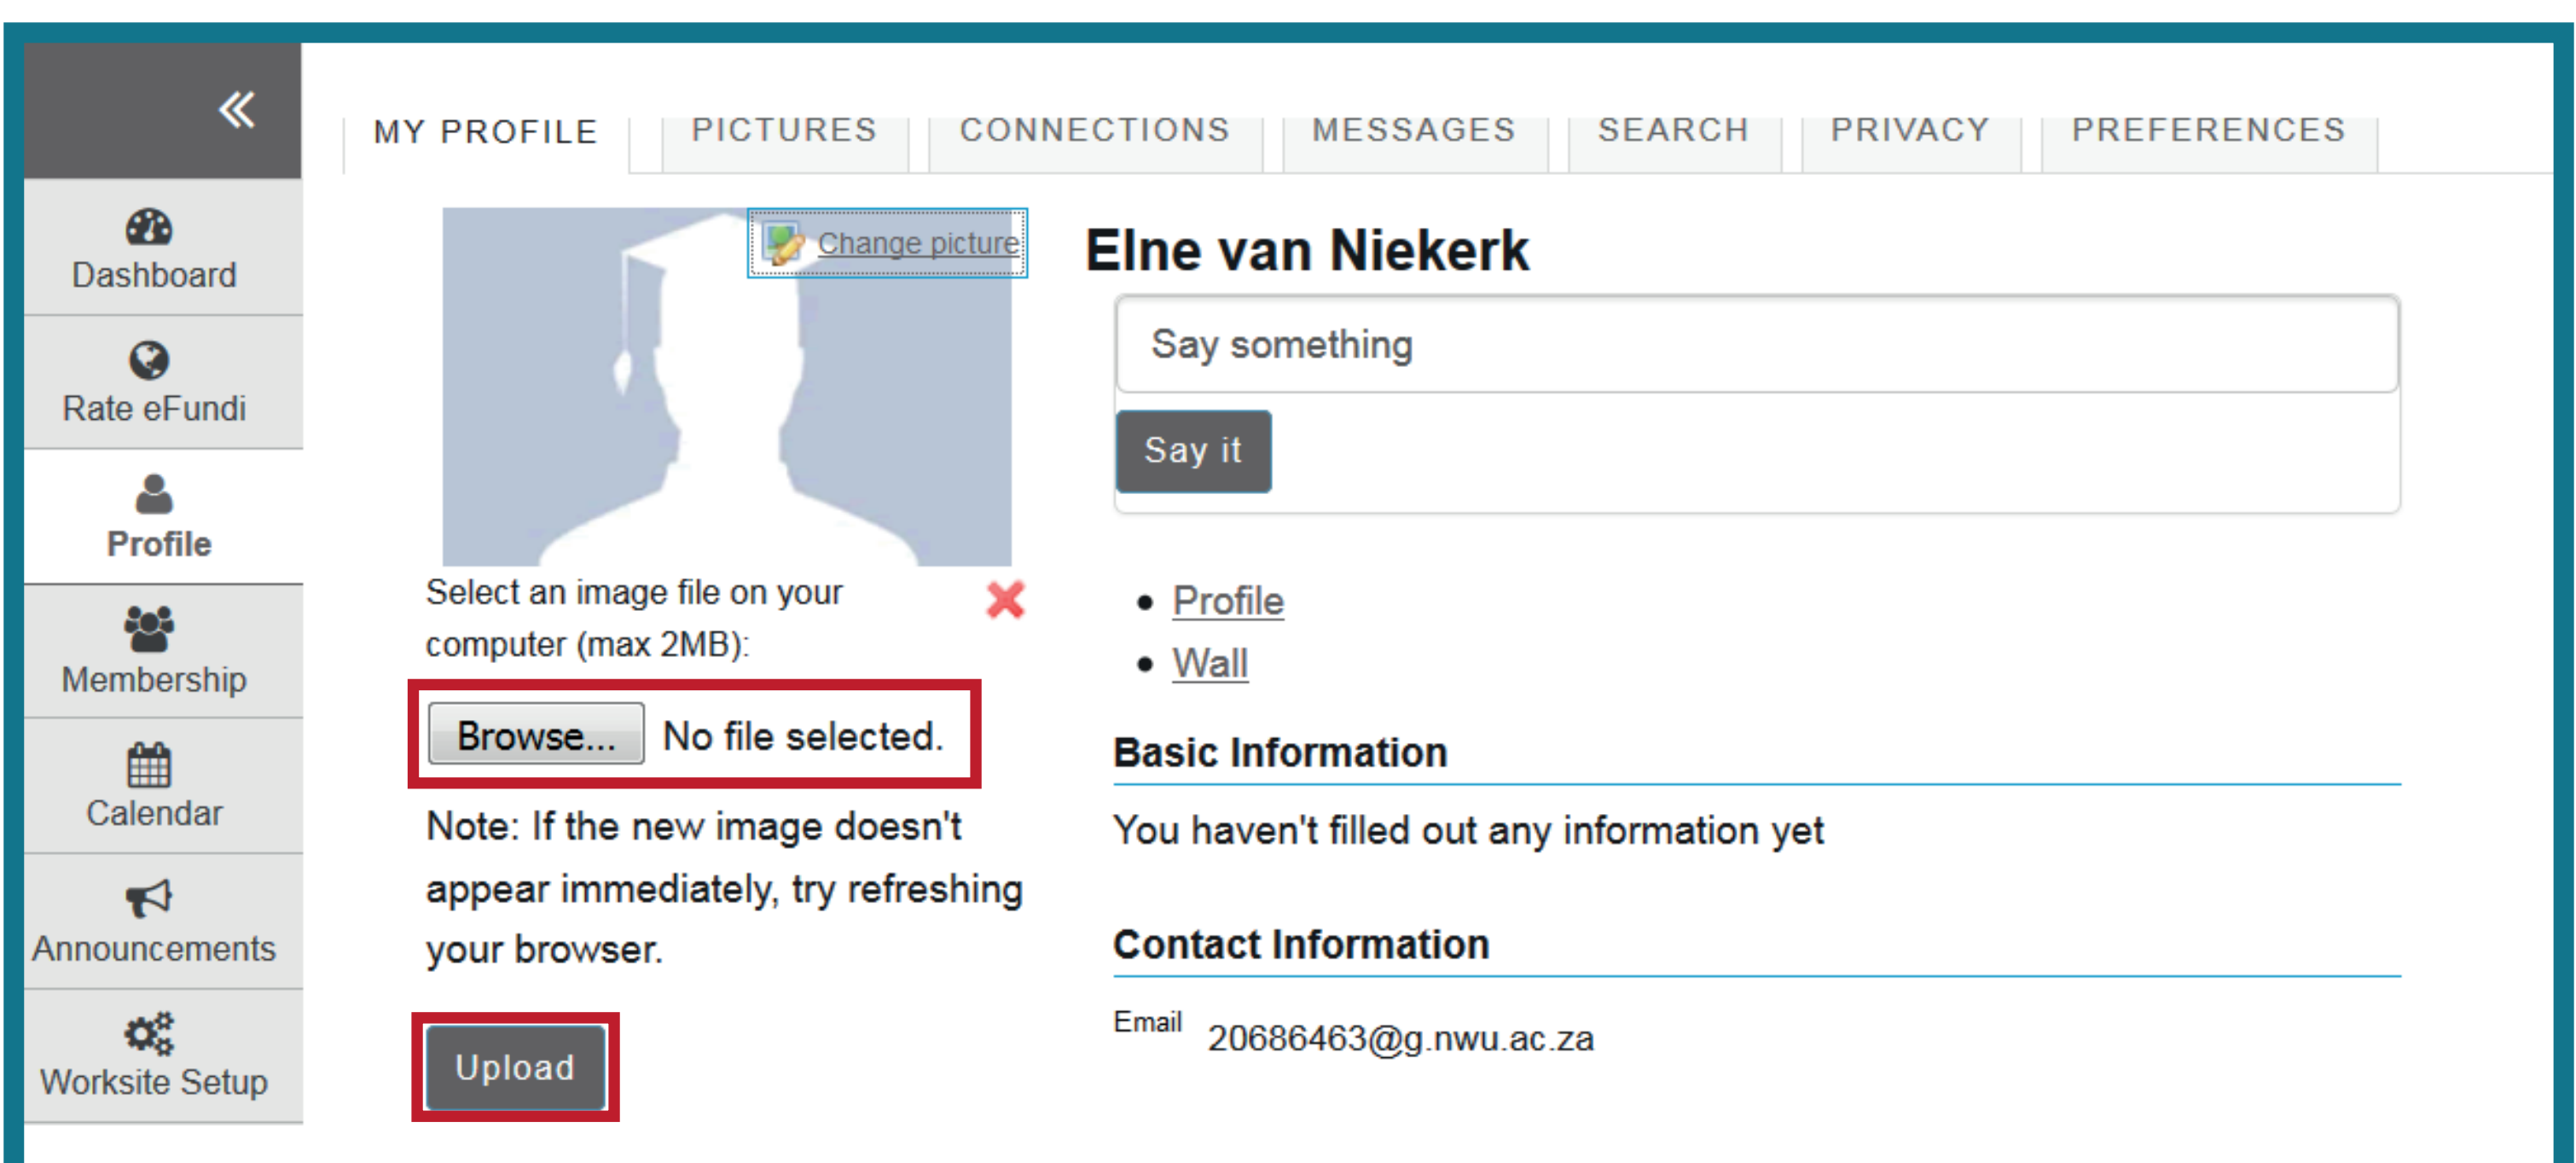 «
Dashboard
Rate eFundi
Profile
Membership
Calendar
Announcements
Worksite Setup
MY PROFILE PICTURES CONNECTIONS MESSAGES SEARCH PRIVACY PREFERENCES
Change picture
Select an image file on your
computer (max 2MB):
Browse... No file selected.
Note: If the new image doesn't
appear immediately, try refreshing
your browser.
Upload
Elne van Niekerk
Say something
Say it
• Profile
• Wall
Basic Information
You haven't filled out any information yet
Contact Information
Email 20686463@g.nwu.ac.za